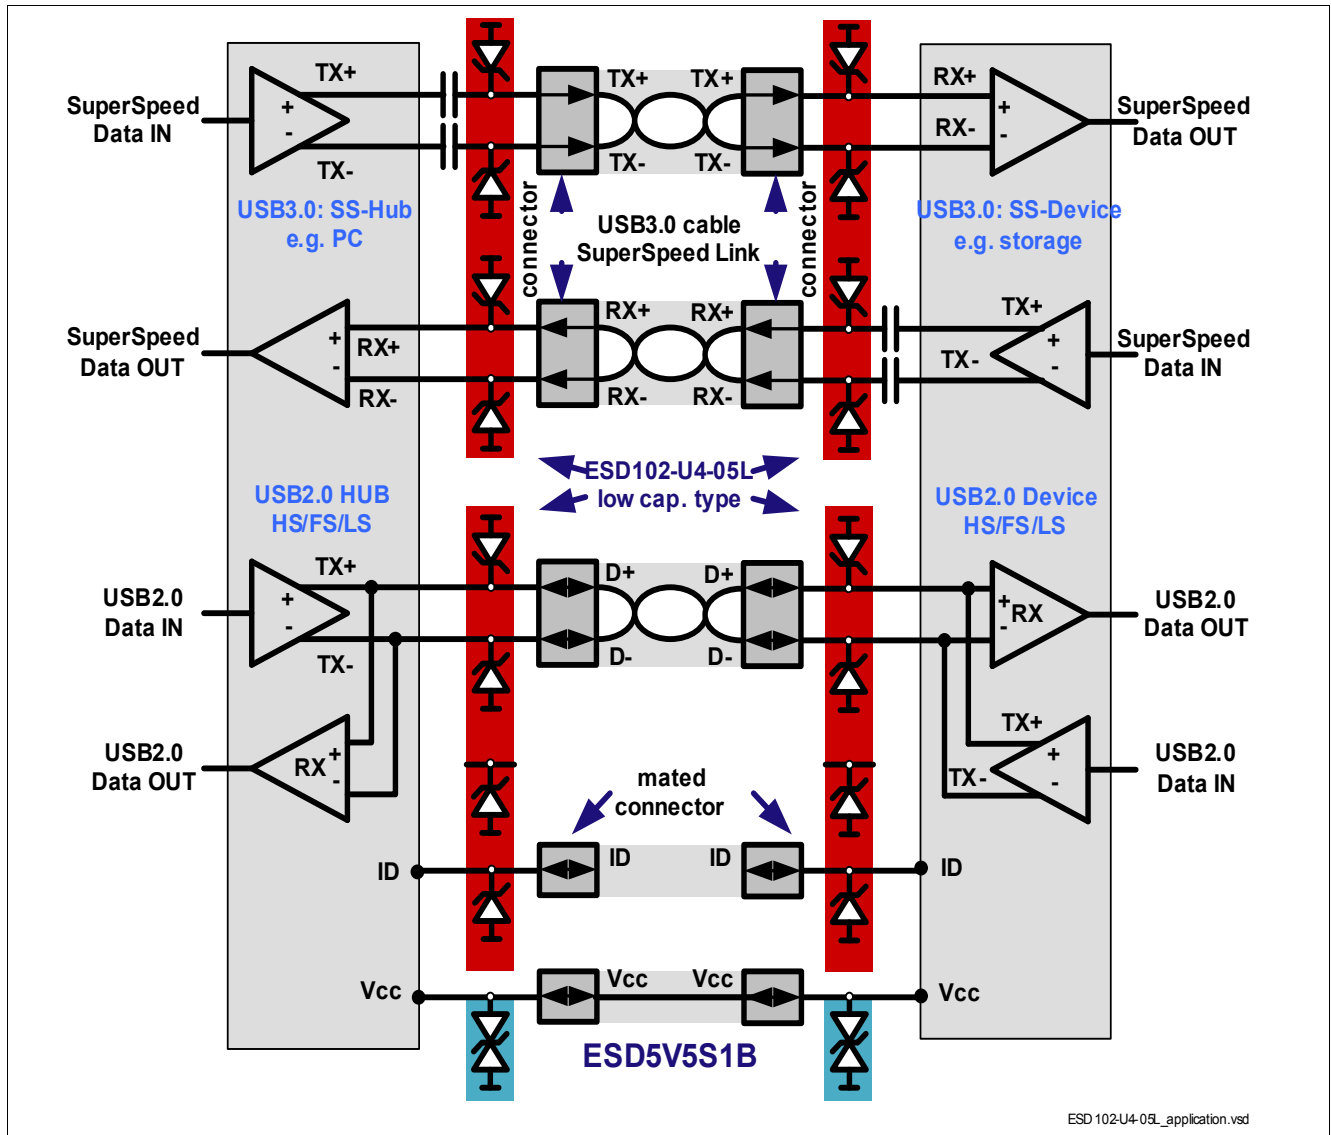 TX+
TX+
TX+
RX+
SuperSpeed
Data IN
+
-
+
-
SuperSpeed
Data OUT
RX-
TX-
TX-
TX-
USB3.0: SS-Hub
e.g. PC
connector
USB3.0 cable
SuperSpeed Link
connector
USB3.0: SS-Device
e.g. storage
SuperSpeed
Data OUT
+
-
RX+
RX-
RX+
RX+
RX-
RX-
TX+
TX-
+
-
SuperSpeed
Data IN
ESD102-U4-05L
low cap. type
USB2.0 HUB
HS/FS/LS
USB2.0 Device
HS/FS/LS
TX+
D+
D+
USB2.0
Data IN
+
-
+
-
RX
USB2.0
Data OUT
TX-
D-
D-
USB2.0
Data OUT
RX
+
-
mated
connector
TX+
TX-
+
-
USB2.0
Data IN
ID
ID
ID
ID
Vcc
Vcc
Vcc
Vcc
ESD5V5S1B
ESD102-U4-05L_application.vsd